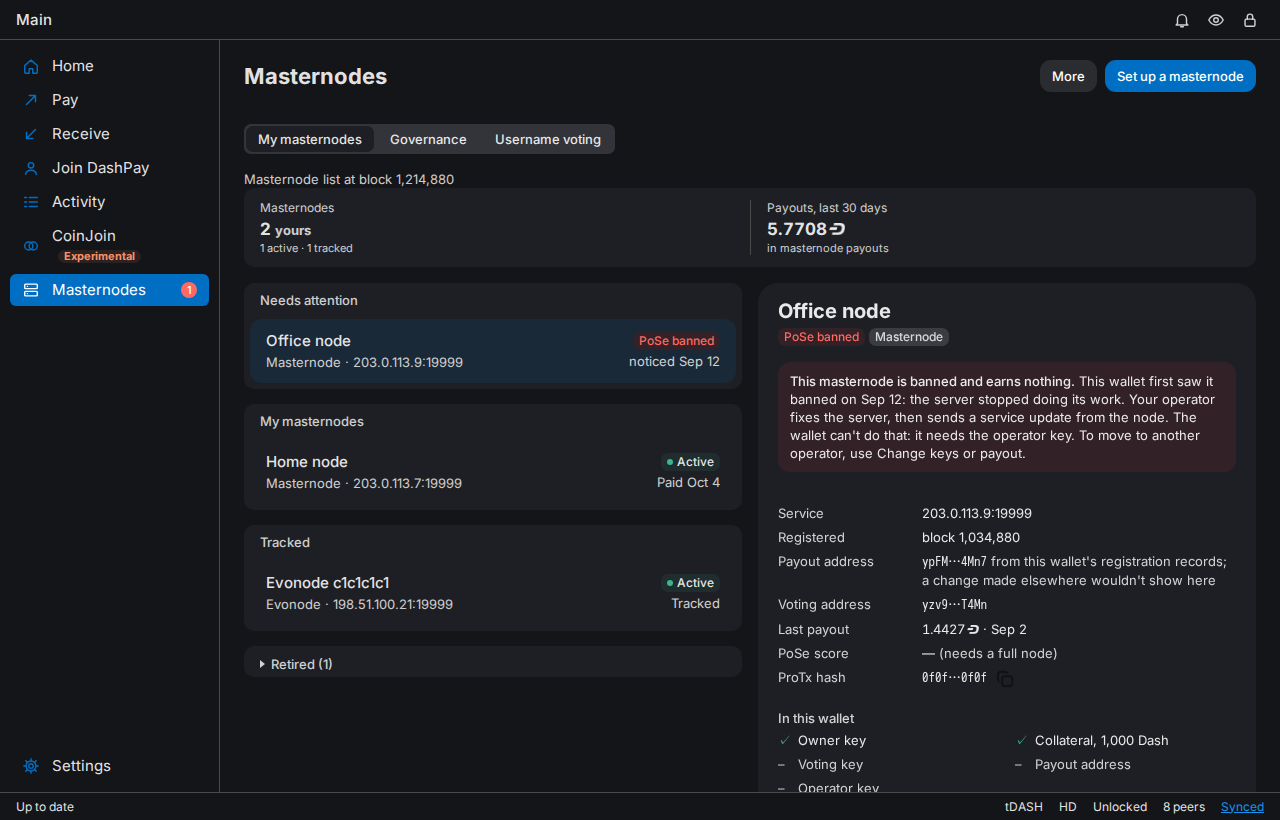 Main
Home
Pay
Receive
Join DashPay
Activity
CoinJoin
Experimental
Masternodes
1
Settings
Masternodes
More
Set up a masternode
My masternodes
Governance
Username voting
Masternode list at block 1,214,880
Masternodes
2 yours
1 active · 1 tracked
Payouts, last 30 days
5.7708
in masternode payouts
Needs attention
Office node
PoSe banned
Masternode · 203.0.113.9:19999
noticed Sep 12
My masternodes
Home node
Active
Masternode · 203.0.113.7:19999
Paid Oct 4
Tracked
Evonode c1c1c1c1
Active
Evonode · 198.51.100.21:19999
Tracked
Retired (1)
Office node
PoSe banned
Masternode
This masternode is banned and earns nothing. This wallet first saw it
banned on Sep 12: the server stopped doing its work. Your operator
fixes the server, then sends a service update from the node. The
wallet can't do that: it needs the operator key. To move to another
operator, use Change keys or payout.
Service 203.0.113.9:19999
Registered block 1,034,880
Payout address ypFM…4Mn7 from this wallet's registration records;
a change made elsewhere wouldn't show here
Voting address yzv9…T4Mn
Last payout 1.4427 · Sep 2
PoSe score — (needs a full node)
ProTx hash 0f0f…0f0f
In this wallet
✓ Owner key
✓ Collateral, 1,000 Dash
– Voting key
– Payout address
– Operator key
Up to date
tDASH
HD
Unlocked
8 peers
Synced